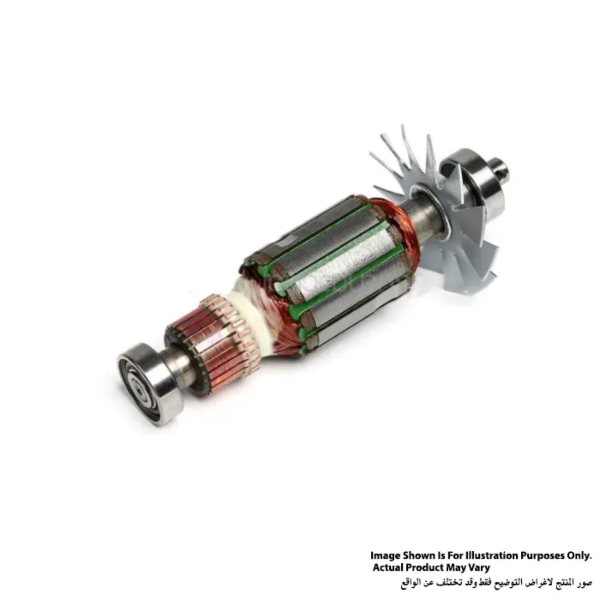 Image Shown Is For Illustration Purposes Only.
Actual Product May Vary
صور المنتج لاغراض التوضيح فقط وقد تختلف عن الواقع